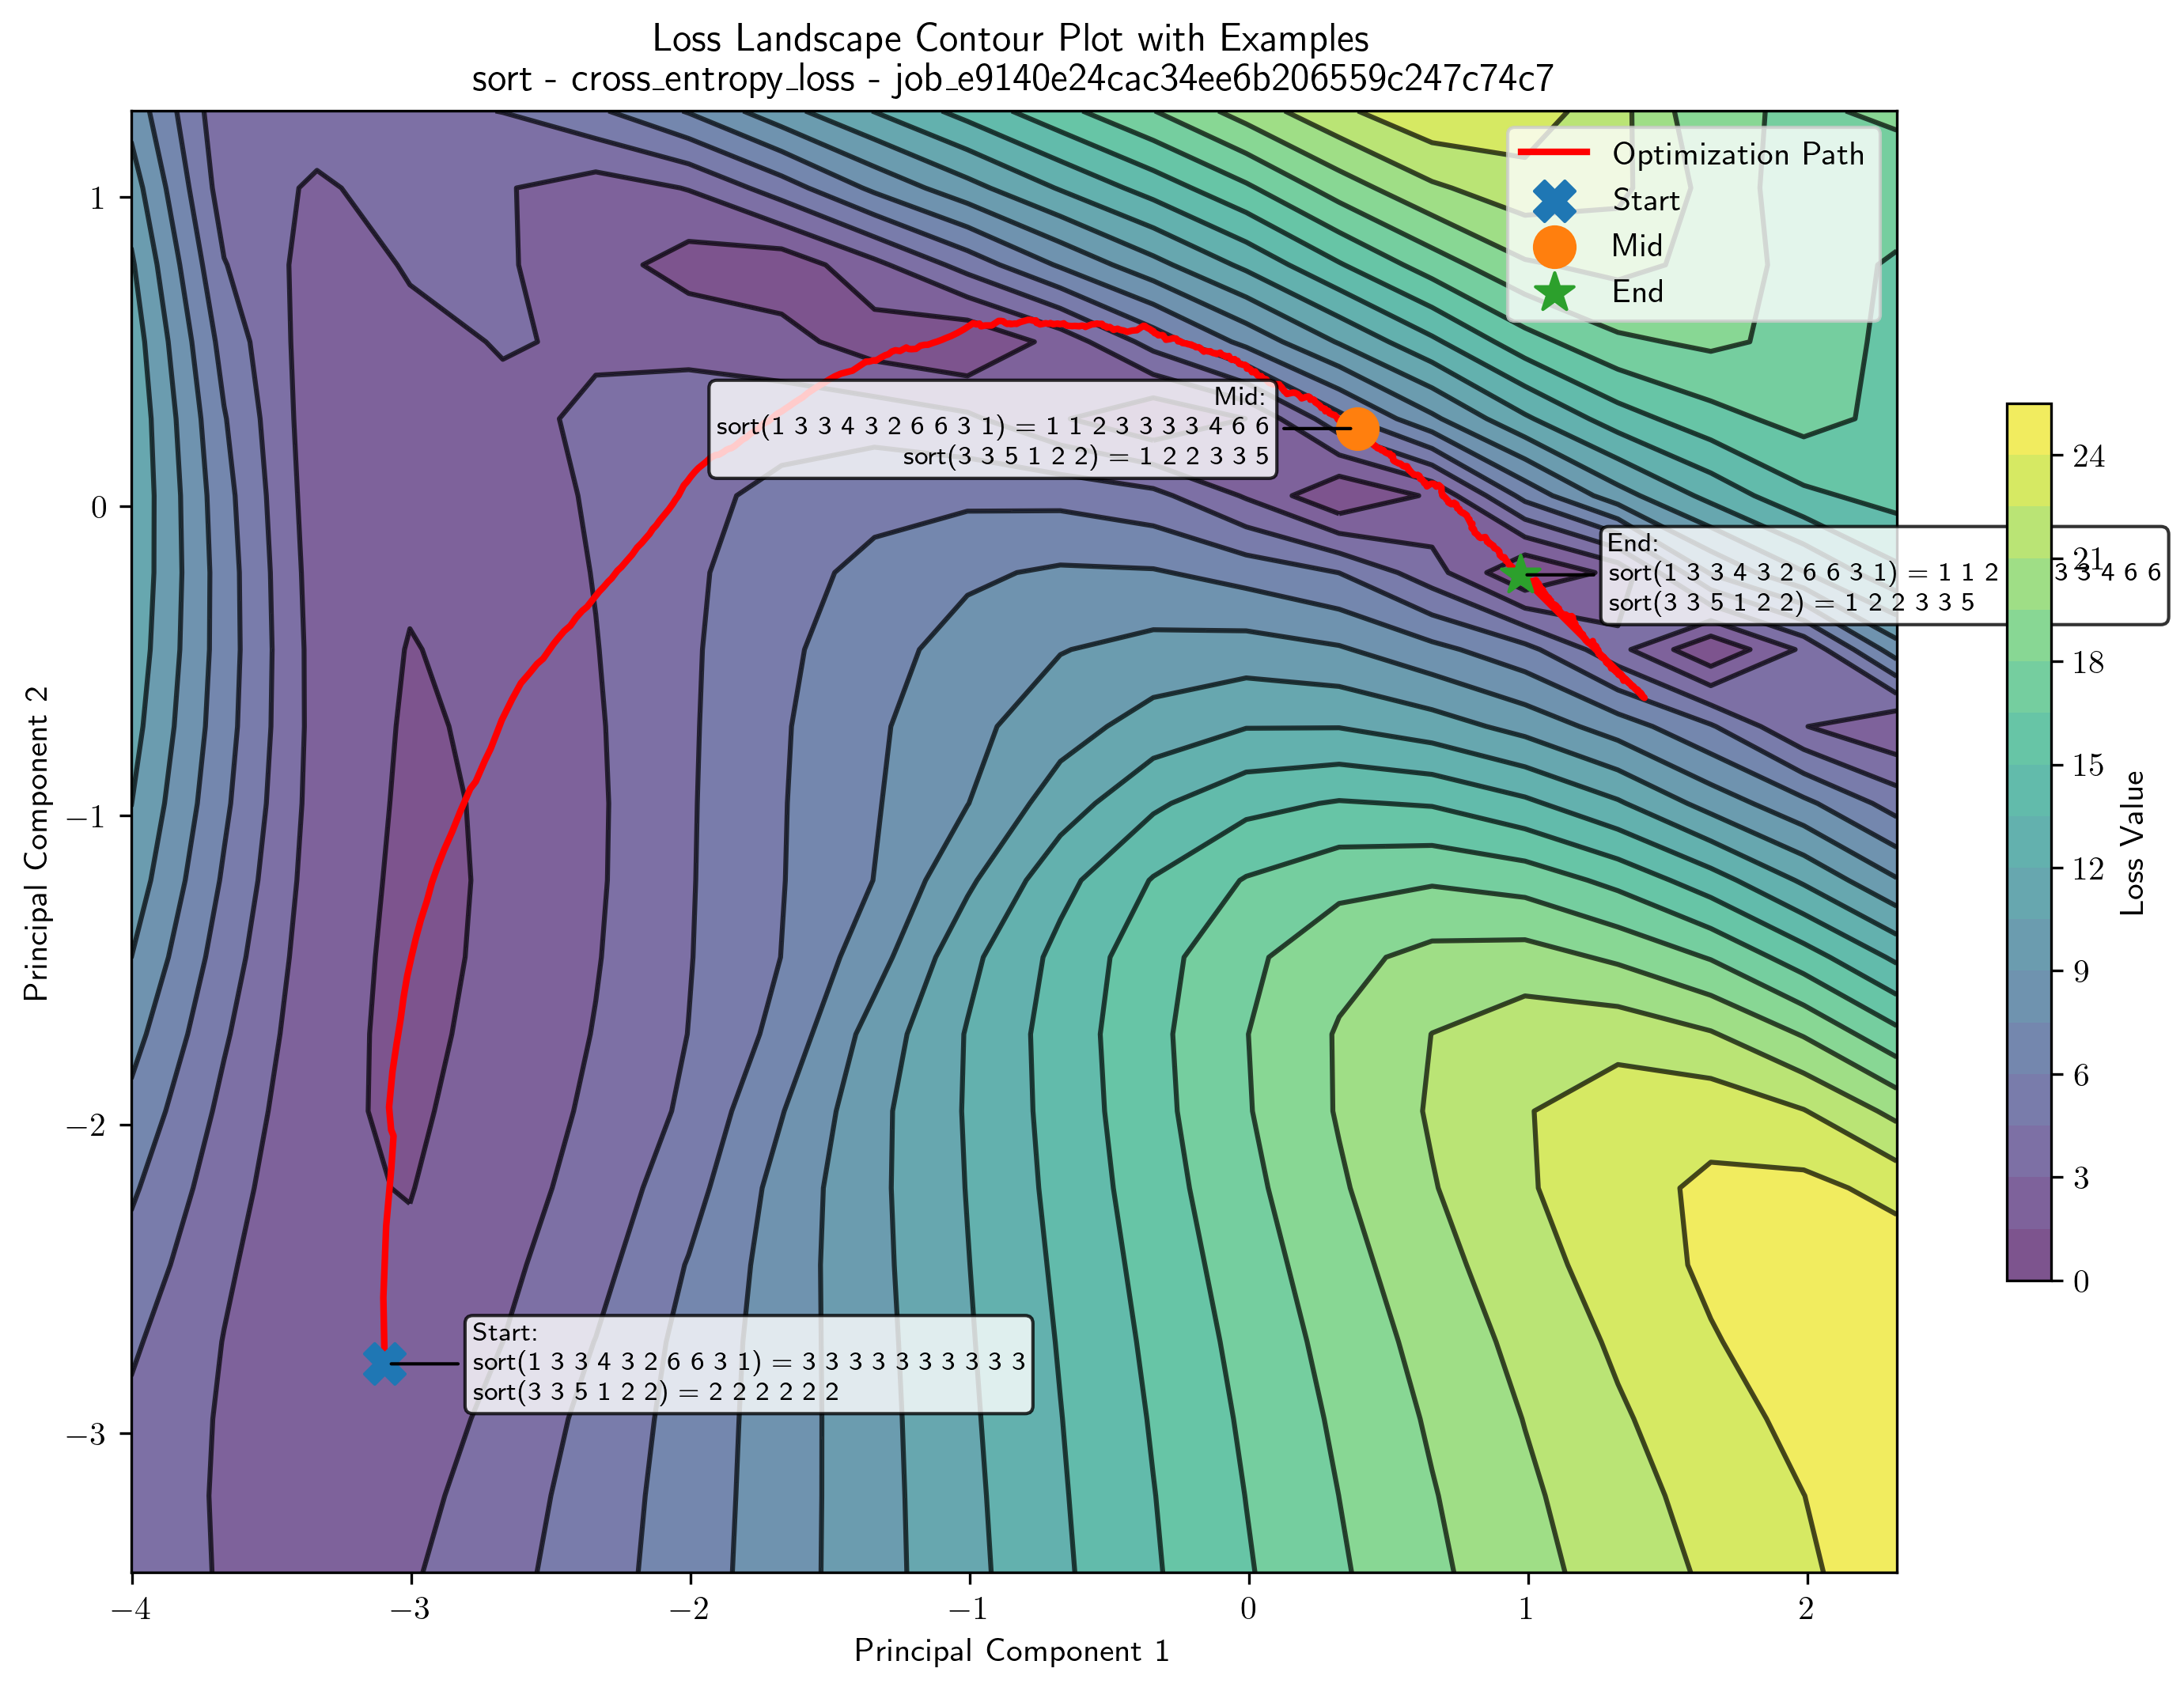 Loss Landscape Contour Plot with Examples
sort - cross_entropy_loss - job_e9140e24cac34ee6b206559c247c74c7
Optimization Path
Start
Mid
End
Mid:
sort(1 3 3 4 3 2 6 6 3 1) = 1 1 2 3 3 3 3 4 6 6
sort(3 3 5 1 2 2) = 1 2 2 3 3 5
End:
sort(1 3 3 4 3 2 6 6 3 1) = 1 1 2 3 3 4 6 6
sort(3 3 5 1 2 2) = 1 2 2 3 3 5
Start:
sort(1 3 3 4 3 2 6 6 3 1) = 3 3 3 3 3 3 3 3 3 3
sort(3 3 5 1 2 2) = 2 2 2 2 2 2
1
0
−1
−2
−3
Principal Component 2
−4
−3
−2
−1
0
1
2
Principal Component 1
24
21
18
15
12
9
6
3
0
Loss Value